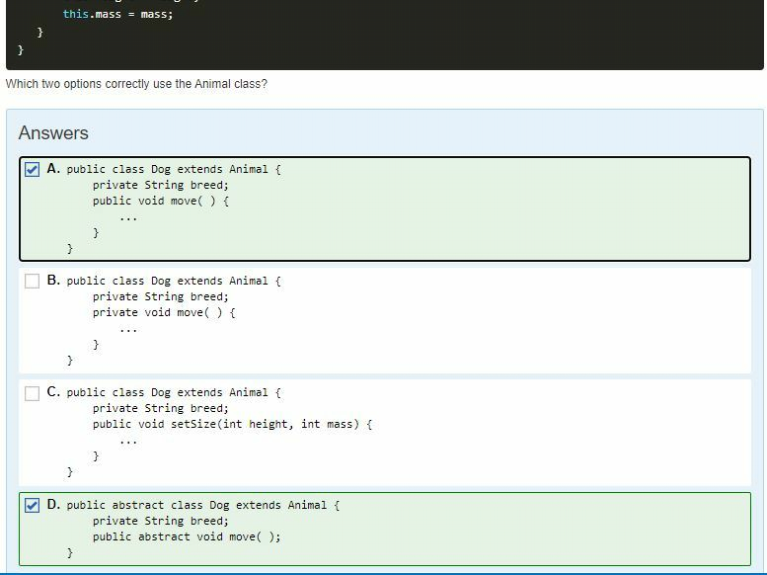 this.mass = mass;
}
}
Which two options correctly use the Animal class?
Answers
A. public class Dog extends Animal {
private String breed;
public void move( ) {
...
}
}
B. public class Dog extends Animal {
private String breed;
private void move( ) {
...
}
}
C. public class Dog extends Animal {
private String breed;
public void setSize(int height, int mass) {
...
}
}
D. public abstract class Dog extends Animal {
private String breed;
public abstract void move( );
}